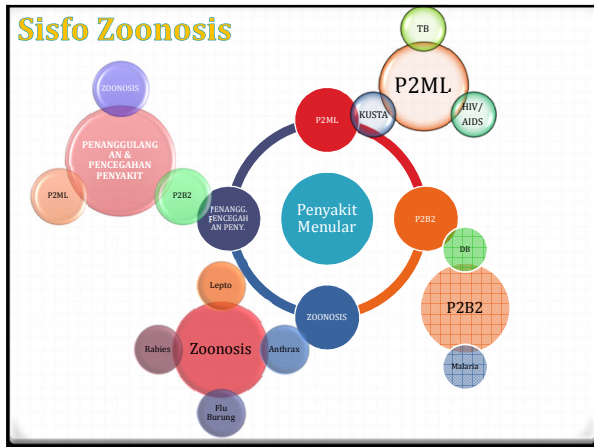 Sisfo Zoonosis
TB
P2ML
KUSTA
HIV/
AIDS
ZOONOSIS
PENANGGULANG
AN &
PENCEGAHAN
PENYAKIT
P2ML
P2B2
P2ML
PENANGG.
PENCEGAH
AN PENY.
Penyakit
Menular
P2B2
ZOONOSIS
DB
P2B2
Malaria
Lepto
Rabies
Zoonosis
Anthrax
Flu
Burung